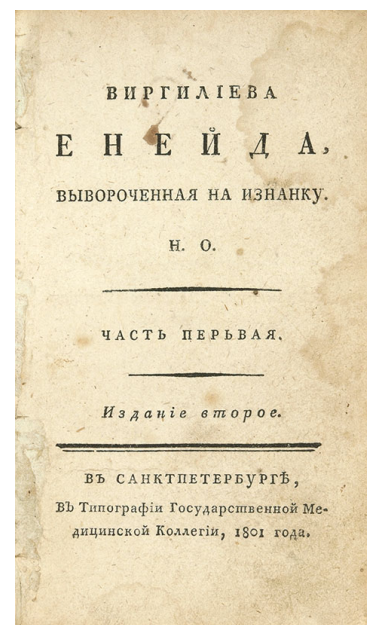 ВИРГИЛІЕВА
ЕНЕЙДА,
ВЫВОРОЧЕННАЯ НА ИЗНАНКУ.
Н. О.
ЧАСТЬ ПЕРЬВАЯ.
Изданіе второе.
ВЪ САНКТПЕТЕРБУРГѢ,
ВЪ Типографіи Государственной Ме-
дицинской Коллегіи, 1801 года.